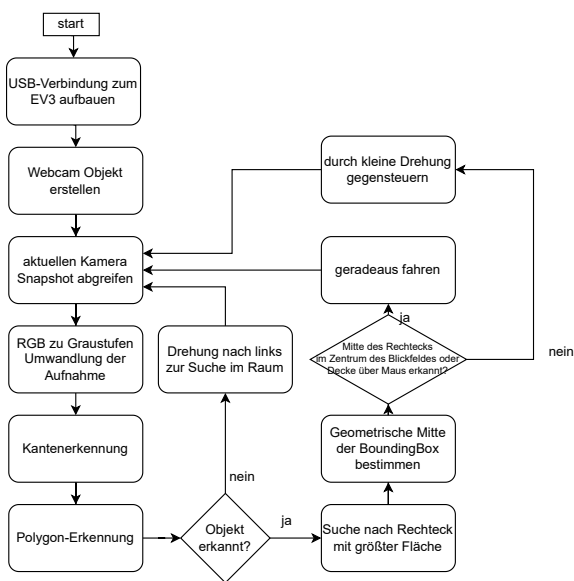 start
USB-Verbindung zum
EV3 aufbauen
Webcam Objekt
erstellen
aktuellen Kamera
Snapshot abgreifen
RGB zu Graustufen
Umwandlung der
Aufnahme
Kantenerkennung
Polygon-Erkennung
Objekt
erkannt?
nein
Drehung nach links
zur Suche im Raum
ja
Suche nach Rechteck
mit größter Fläche
Geometrische Mitte
der BoundingBox
bestimmen
Mitte des Rechtecks
im Zentrum des Blickfeldes oder
Decke über Maus erkannt?
ja
geradeaus fahren
nein
durch kleine Drehung
gegensteuern